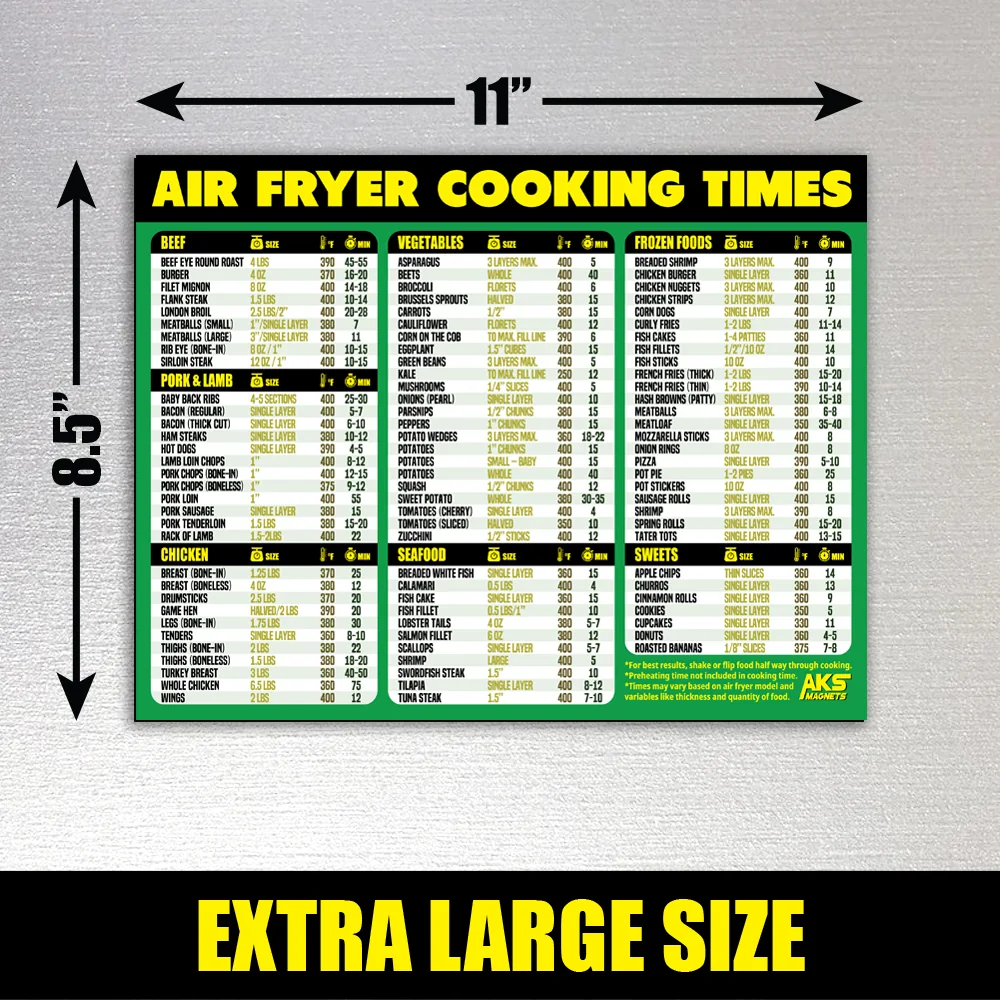 11”
8.5”
AIR FRYER COOKING TIMES
BEEF SIZE °F MIN
BEEF EYE ROUND ROAST 4 LBS 390 45-55
BURGER 4 OZ 370 16-20
FILET MIGNON 8 OZ 400 14-18
FLANK STEAK 1.5 LBS 400 10-14
LONDON BROIL 2.5 LBS/2” 400 20-28
MEATBALLS (SMALL) 1”/SINGLE LAYER 380 7
MEATBALLS (LARGE) 3”/SINGLE LAYER 380 11
RIB EYE (BONE-IN) 8 OZ / 1” 400 10-15
SIRLOIN STEAK 12 OZ / 1” 400 10-15
PORK & LAMB SIZE °F MIN
BABY BACK RIBS 4-5 SECTIONS 400 25-30
BACON (REGULAR) SINGLE LAYER 400 5-7
BACON (THICK CUT) SINGLE LAYER 400 6-10
HAM STEAKS SINGLE LAYER 380 10-12
HOT DOGS SINGLE LAYER 390 4-5
LAMB LOIN CHOPS 1” 400 8-12
PORK CHOPS (BONE-IN) 1” 400 12-15
PORK CHOPS (BONELESS) 1” 375 9-12
PORK LOIN 1” 400 55
PORK SAUSAGE SINGLE LAYER 380 15
PORK TENDERLOIN 1.5 LBS 380 15-20
RACK OF LAMB 1.5-2LBS 400 22
CHICKEN SIZE °F MIN
BREAST (BONE-IN) 1.25 LBS 370 25
BREAST (BONELESS) 4 OZ 380 12
DRUMSTICKS 2.5 LBS 370 20
GAME HEN HALVED/2 LBS 390 20
LEGS (BONE-IN) 1.75 LBS 380 30
TENDERS SINGLE LAYER 360 8-10
THIGHS (BONE-IN) 2 LBS 380 22
THIGHS (BONELESS) 1.5 LBS 380 18-20
TURKEY BREAST 3 LBS 360 40-50
WHOLE CHICKEN 6.5 LBS 360 75
WINGS 2 LBS 400 12
VEGETABLES SIZE °F MIN
ASPARAGUS 3 LAYERS MAX. 400 5
BEETS WHOLE 400 40
BROCCOLI FLORETS 400 6
BRUSSELS SPROUTS HALVED 380 15
CARROTS 1/2” 380 15
CAULIFLOWER FLORETS 400 12
CORN ON THE COB TO MAX. FILL LINE 390 6
EGGPLANT 1.5” CUBES 400 15
GREEN BEANS 3 LAYERS MAX. 400 5
KALE TO MAX. FILL LINE 250 12
MUSHROOMS 1/4” SLICES 400 5
ONIONS (PEARL) SINGLE LAYER 400 10
PARSNIPS 1/2” CHUNKS 380 15
PEPPERS 1” CHUNKS 400 15
POTATO WEDGES 3 LAYERS MAX. 360 18-22
POTATOES 1” CHUNKS 400 15
POTATOES SMALL – BABY 400 15
POTATOES WHOLE 400 40
SQUASH 1/2” CHUNKS 400 12
SWEET POTATO WHOLE 380 30-35
TOMATOES (CHERRY) SINGLE LAYER 400 4
TOMATOES (SLICED) HALVED 350 10
ZUCCHINI 1/2” STICKS 400 12
SEAFOOD SIZE °F MIN
BREADED WHITE FISH SINGLE LAYER 360 15
CALAMARI 0.5 LBS 400 4
FISH CAKE SINGLE LAYER 360 15
FISH FILLET 0.5 LBS/1” 400 10
LOBSTER TAILS 4 OZ 380 5-7
SALMON FILLET 6 OZ 380 12
SCALLOPS SINGLE LAYER 400 5-7
SHRIMP LARGE 400 5
SWORDFISH STEAK 1.5” 400 10
TILAPIA SINGLE LAYER 400 8-12
TUNA STEAK 1.5” 400 7-10
FROZEN FOODS SIZE °F MIN
BREADED SHRIMP 3 LAYERS MAX. 400 9
CHICKEN BURGER SINGLE LAYER 360 11
CHICKEN NUGGETS 3 LAYERS MAX. 400 10
CHICKEN STRIPS 3 LAYERS MAX. 400 12
CORN DOGS SINGLE LAYER 400 7
CURLY FRIES 1-2 LBS 400 11-14
FISH CAKES 1-4 PATTIES 360 11
FISH FILLETS 1/2”/10 OZ 400 14
FISH STICKS 10 OZ 400 10
FRENCH FRIES (THICK) 1-2 LBS 380 15-20
FRENCH FRIES (THIN) 1-2 LBS 390 10-14
HASH BROWNS (PATTY) SINGLE LAYER 360 15-18
MEATBALLS 3 LAYERS MAX. 380 6-8
MEATLOAF SINGLE LAYER 350 35-40
MOZZARELLA STICKS 3 LAYERS MAX. 400 8
ONION RINGS 8 OZ 400 8
PIZZA SINGLE LAYER 390 5-10
POT PIE 1-2 PIES 360 25
POT STICKERS 10 OZ 400 8
SAUSAGE ROLLS SINGLE LAYER 400 15
SHRIMP 3 LAYERS MAX. 390 8
SPRING ROLLS SINGLE LAYER 400 15-20
TATER TOTS SINGLE LAYER 400 13-15
SWEETS SIZE °F MIN
APPLE CHIPS THIN SLICES 360 14
CHURROS SINGLE LAYER 360 13
CINNAMON ROLLS SINGLE LAYER 360 9
COOKIES SINGLE LAYER 350 5
CUPCAKES SINGLE LAYER 330 11
DONUTS SINGLE LAYER 360 4-5
ROASTED BANANAS 1/8” SLICES 375 7-8
*For best results, shake or flip food half way through cooking.
*Preheating time not included in cooking time.
*Times may vary based on air fryer model and
variables like thickness and quantity of food.
AKS
MAGNETS
EXTRA LARGE SIZE